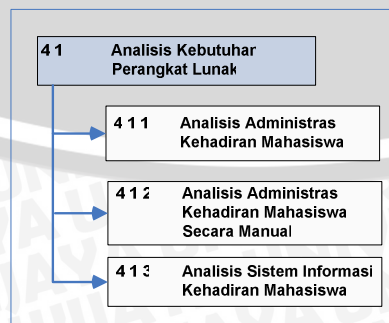 4 1 Analisis Kebutuhan
Perangkat Lunak
4 1 1 Analisis Administras
Kehadiran Mahasiswa
4 1 2 Analisis Administras
Kehadiran Mahasiswa
Secara Manual
4 1 3 Analisis Sistem Informasi
Kehadiran Mahasiswa